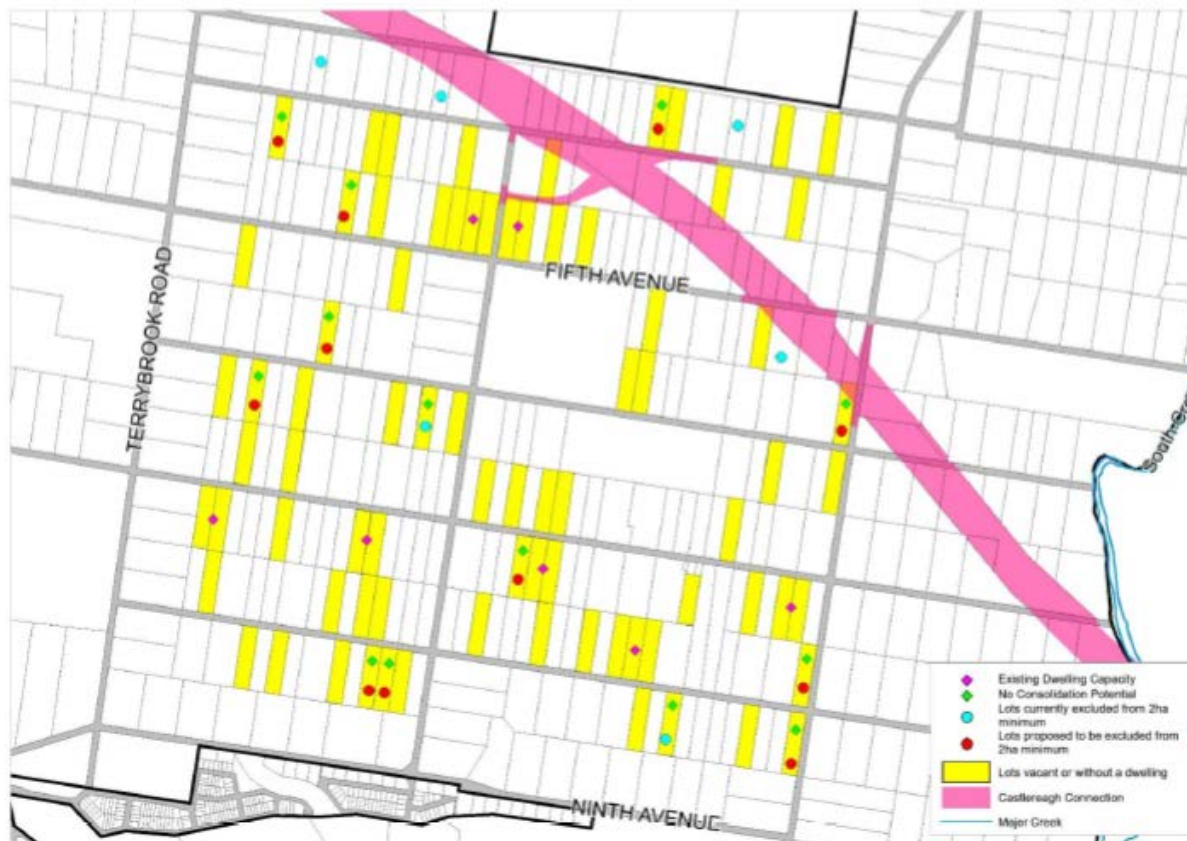 FIFTH AVENUE
TERRYBROOK ROAD
NINTH AVENUE
Existing Dwelling Capacity
No Consolidation Potential
Lots currently excluded from 2ha
minimum
Lots proposed to be excluded from
2ha minimum
Lots vacant or without a dwelling
Castlereagh Connection
Major Creek